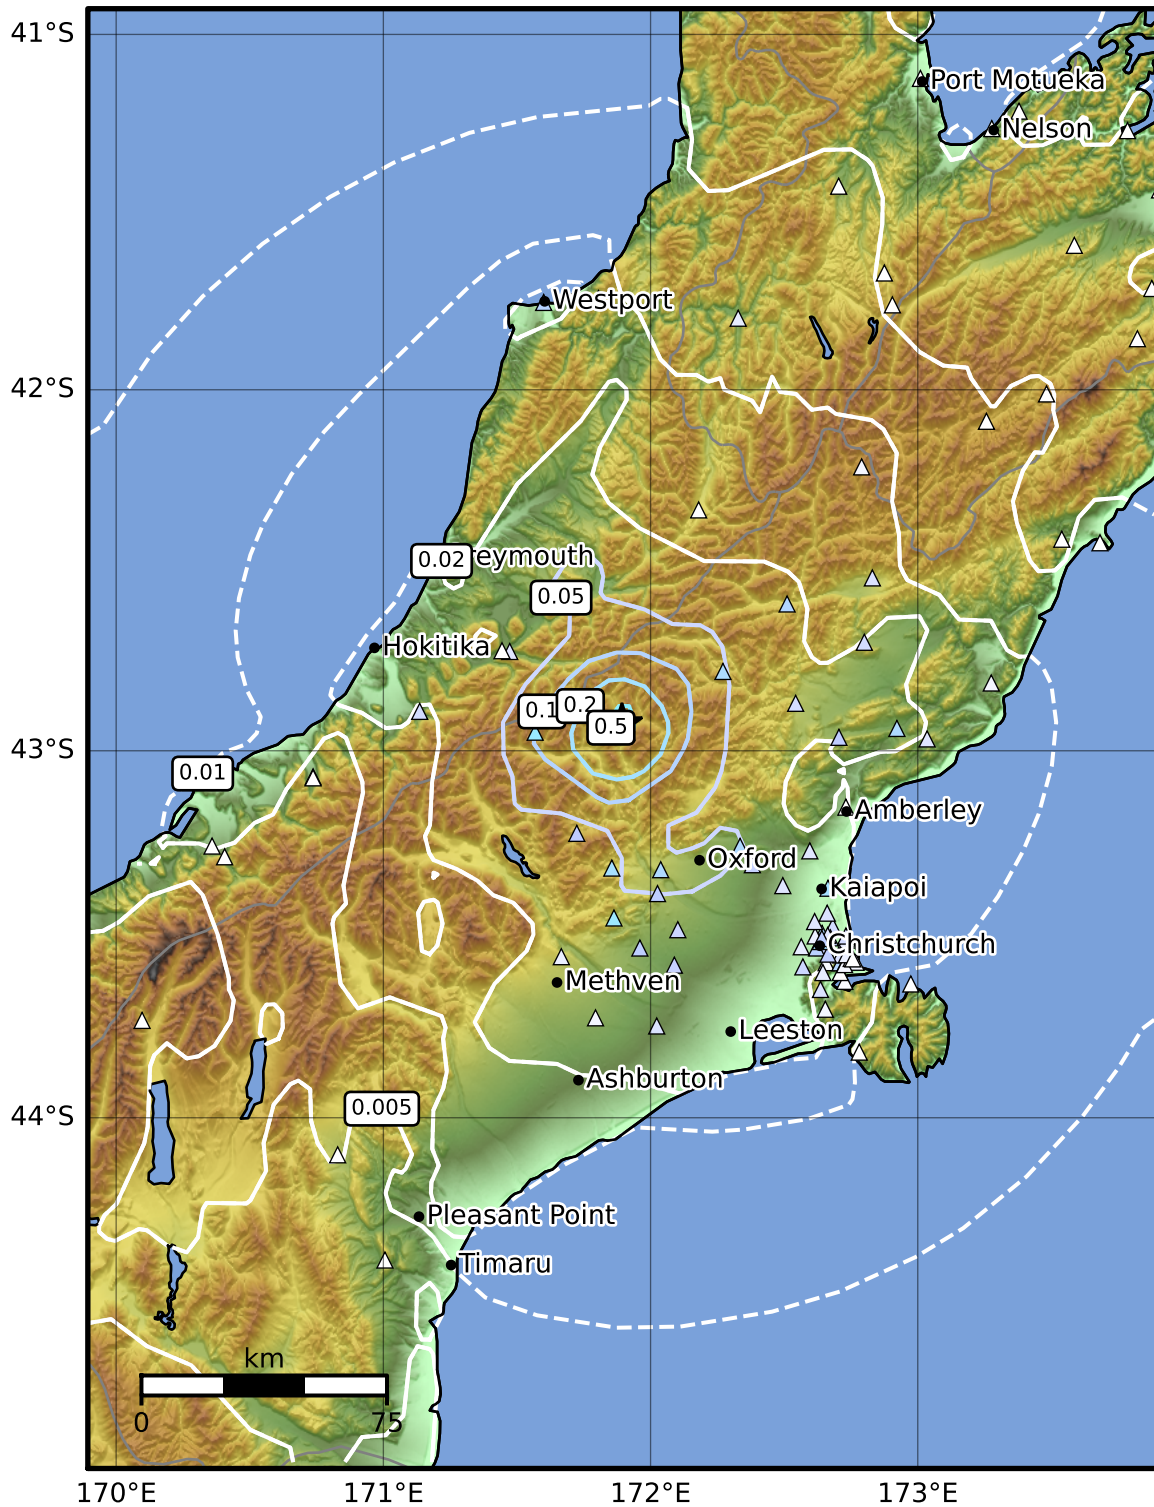 41°S
Port Motueka
Nelson
Westport
42°S
0.02
eymouth
0.05
Hokitika
0.1
0.2
0.5
43°S
0.01
Amberley
Oxford
Kaiapoi
Christchurch
Methven
Leeston
Ashburton
0.005
44°S
Pleasant Point
Timaru
km
0
75
170°E
171°E
172°E
173°E